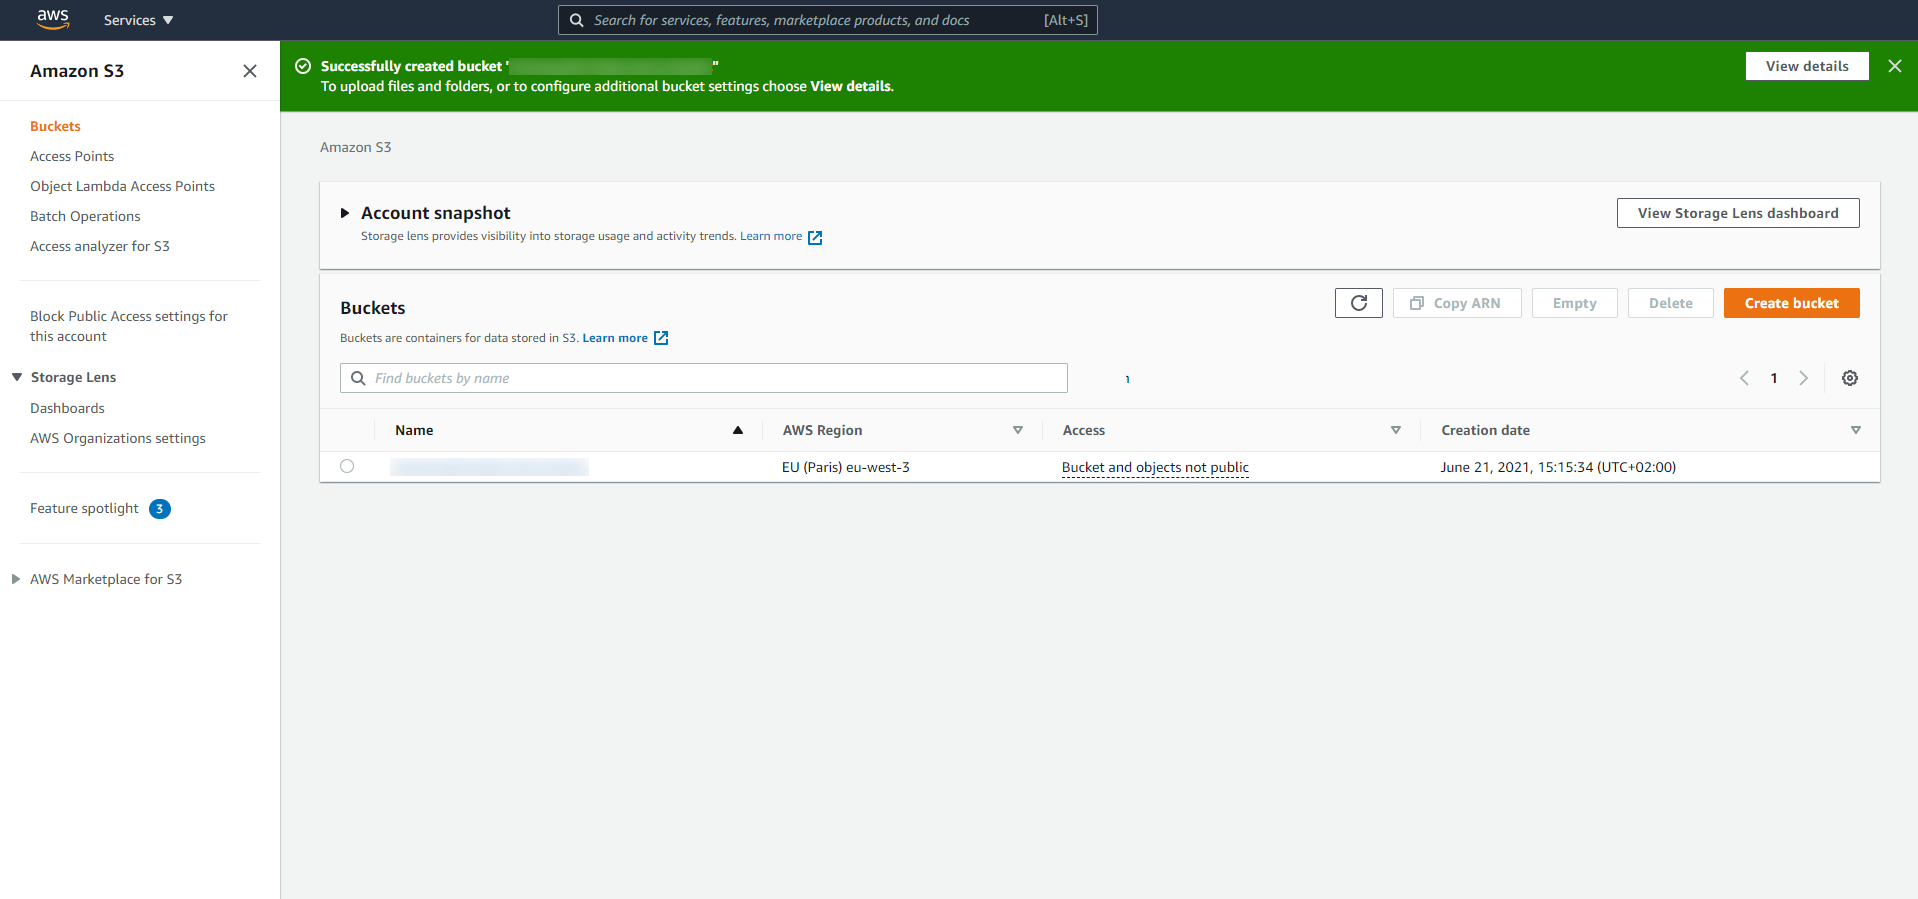 aws Services Search for services, features, marketplace products, and docs [Alt+S]
Amazon S3
Buckets
Access Points
Object Lambda Access Points
Batch Operations
Access analyzer for S3
Block Public Access settings for
this account
Storage Lens
Dashboards
AWS Organizations settings
Feature spotlight 3
AWS Marketplace for S3
Successfully created bucket " "
To upload files and folders, or to configure additional bucket settings choose View details.
View details
Amazon S3
Account snapshot
Storage lens provides visibility into storage usage and activity trends. Learn more
View Storage Lens dashboard
Buckets
Buckets are containers for data stored in S3. Learn more
Copy ARN Empty Delete Create bucket
Find buckets by name
1
Name AWS Region Access Creation date
EU (Paris) eu-west-3 Bucket and objects not public June 21, 2021, 15:15:34 (UTC+02:00)